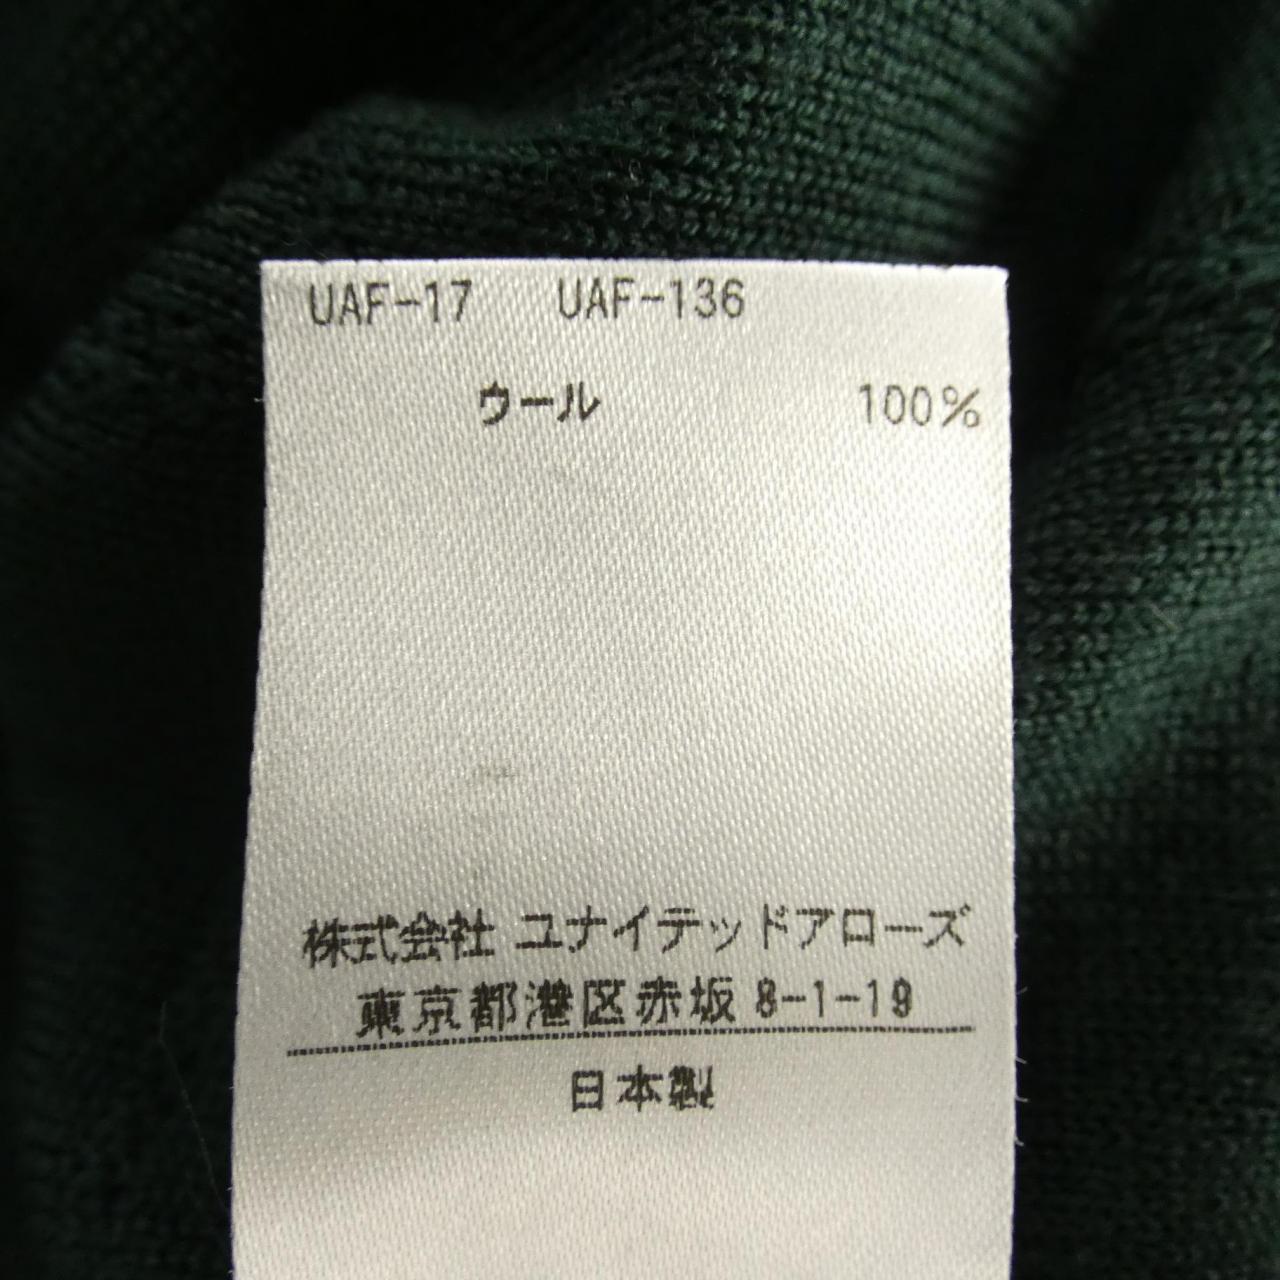 UAF-17 UAF-136
ウール 100%
株式会社 ユナイテッドアローズ
東京都港区赤坂8-1-19
日本製